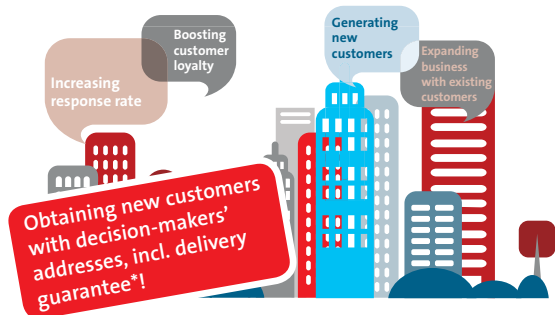 Boosting
customer
loyalty
Generating
new
customers
Expanding
business
with existing
customers
Increasing
response rate
Obtaining new customers
with decision-makers'
addresses, incl. delivery
guarantee*!